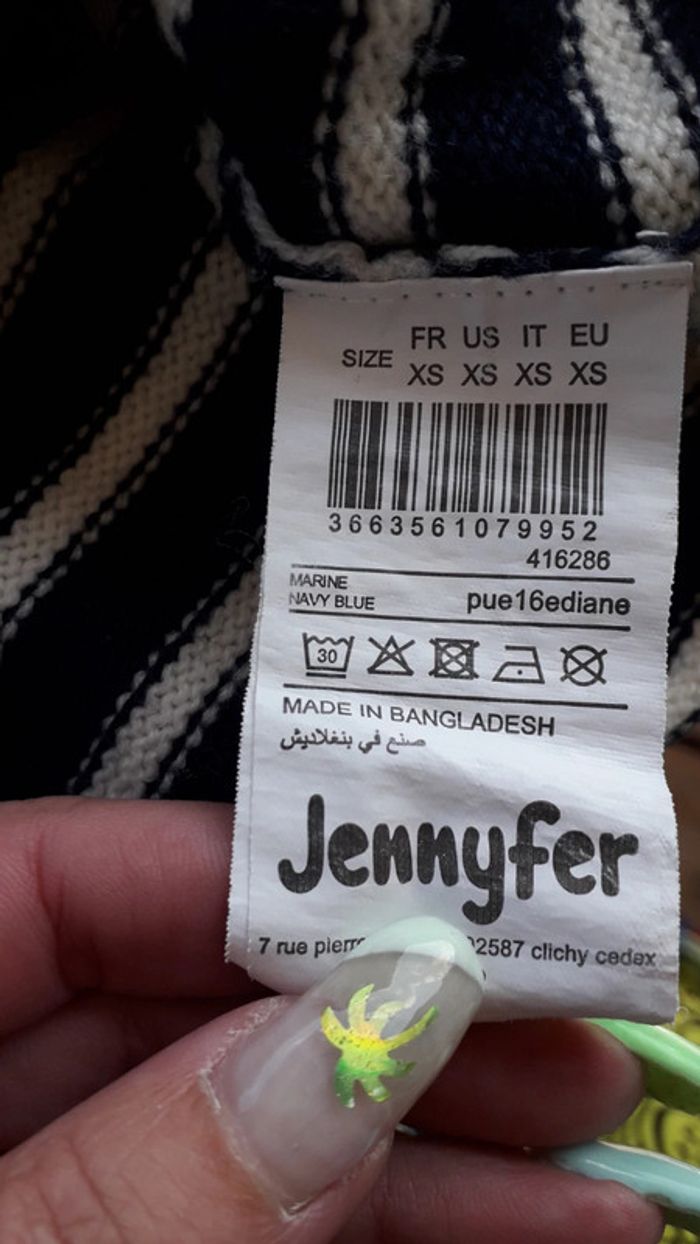 FR US IT EU
SIZE XS XS XS XS
3663561079952
416286
MARINE
NAVY BLUE pue16ediane
30
MADE IN BANGLADESH
صنع في بنغلاديش
Jennyfer
7 rue 2587 clichy cedex